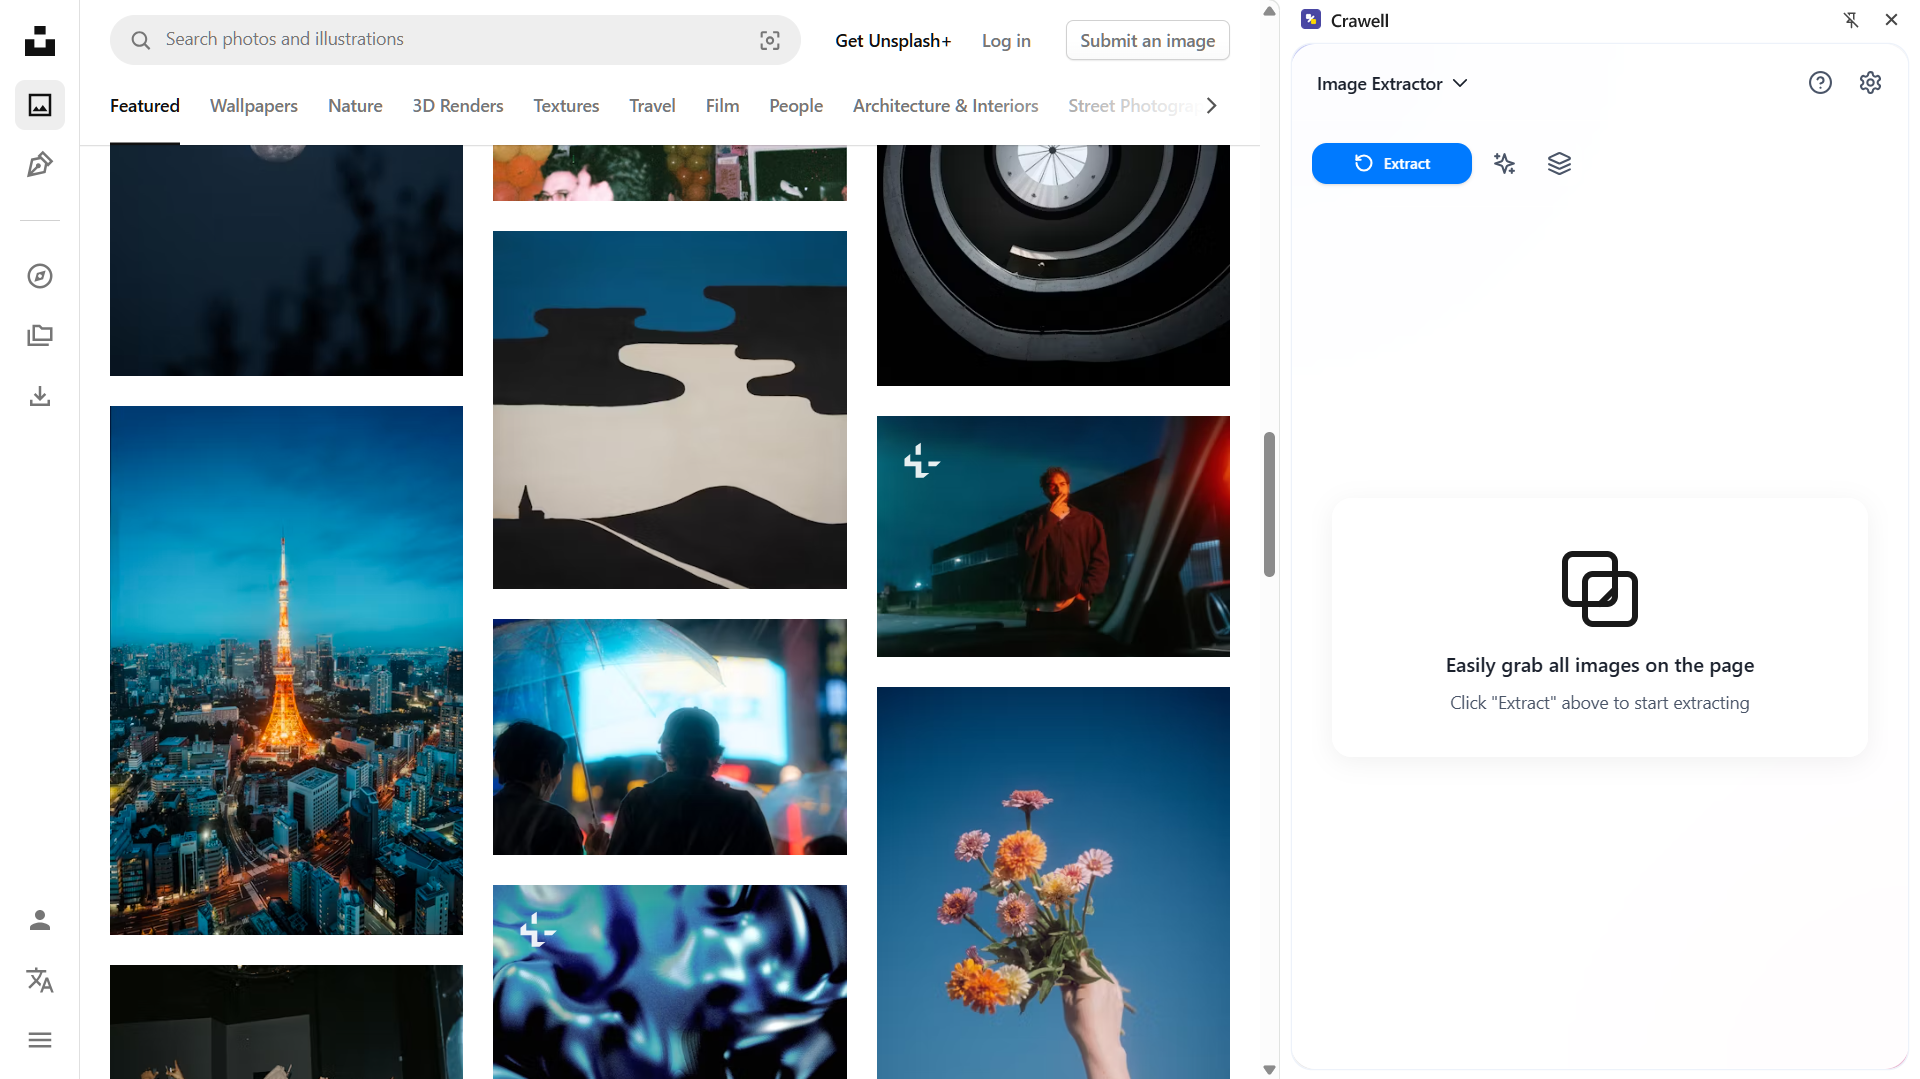 Search photos and illustrations
Get Unsplash+
Log in
Submit an image
Featured
Wallpapers
Nature
3D Renders
Textures
Travel
Film
People
Architecture & Interiors
Street Photogra
Crawell
Image Extractor
Extract
Easily grab all images on the page
Click "Extract" above to start extracting